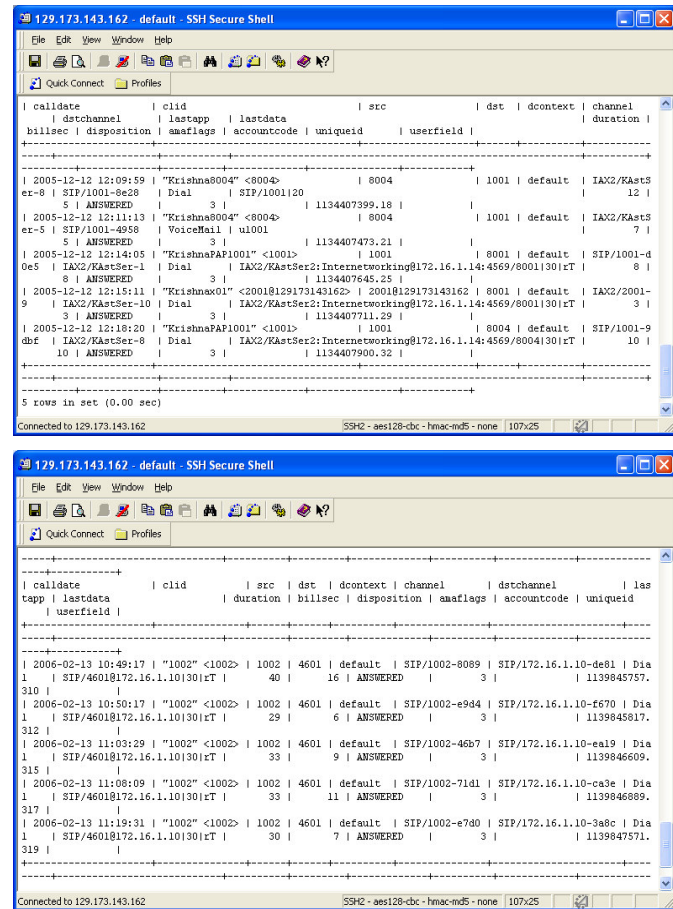 129.173.143.162 - default - SSH Secure Shell
File Edit View Window Help
Quick Connect Profiles
| calldate | clid | src | dst | dcontext | channel
| dstchannel | lastapp | lastdata | duration |
billsec | disposition | amaflags | accountcode | uniqueid | userfield |
| 2005-12-12 12:09:59 | "Krishna8004" <8004> | 8004 | 1001 | default | IAX2/KAstS
er-8 | SIP/1001-8e28 | Dial | SIP/1001|20 | 12 |
5 | ANSWERED | 3 | | 1134407399.18 | |
| 2005-12-12 12:11:13 | "Krishna8004" <8004> | 8004 | 1001 | default | IAX2/KAstS
er-5 | SIP/1001-4958 | VoiceMail | u1001 | 7 |
5 | ANSWERED | 3 | | 1134407473.21 | |
| 2005-12-12 12:14:05 | "KrishnaPAP1001" <1001> | 1001 | 8001 | default | SIP/1001-d
0e5 | IAX2/KAstSer-1 | Dial | IAX2/KAstSer2:Internetworking@172.16.1.14:4569/8001|30|rT | 8 |
8 | ANSWERED | 3 | | 1134407645.25 | |
| 2005-12-12 12:15:11 | "Krishnax01" <2001@129173143162> | 2001@129173143162 | 8001 | default | IAX2/2001-
9 | IAX2/KAstSer-10 | Dial | IAX2/KAstSer2:Internetworking@172.16.1.14:4569/8001|30|rT | 3 |
3 | ANSWERED | 3 | | 1134407711.29 | |
| 2005-12-12 12:18:20 | "KrishnaPAP1001" <1001> | 1001 | 8004 | default | SIP/1001-9
dbf | IAX2/KAstSer-8 | Dial | IAX2/KAstSer2:Internetworking@172.16.1.14:4569/8004|30|rT | 10 |
10 | ANSWERED | 3 | | 1134407900.32 | |
5 rows in set (0.00 sec)
Connected to 129.173.143.162 SSH2 - aes128-cbc - hmac-md5 - none 107x25
129.173.143.162 - default - SSH Secure Shell
File Edit View Window Help
Quick Connect Profiles
| calldate | clid | src | dst | dcontext | channel | dstchannel | las
tapp | lastdata | duration | billsec | disposition | amaflags | accountcode | uniqueid
| userfield |
| 2006-02-13 10:49:17 | "1002" <1002> | 1002 | 4601 | default | SIP/1002-8089 | SIP/172.16.1.10-de81 | Dia
l | SIP/4601@172.16.1.10|30|rT | 40 | 16 | ANSWERED | 3 | | 1139845757.
310 | |
| 2006-02-13 10:50:17 | "1002" <1002> | 1002 | 4601 | default | SIP/1002-e9d4 | SIP/172.16.1.10-f670 | Dia
l | SIP/4601@172.16.1.10|30|rT | 29 | 6 | ANSWERED | 3 | | 1139845817.
312 | |
| 2006-02-13 11:03:29 | "1002" <1002> | 1002 | 4601 | default | SIP/1002-46b7 | SIP/172.16.1.10-ea19 | Dia
l | SIP/4601@172.16.1.10|30|rT | 33 | 9 | ANSWERED | 3 | | 1139846609.
315 | |
| 2006-02-13 11:08:09 | "1002" <1002> | 1002 | 4601 | default | SIP/1002-71d1 | SIP/172.16.1.10-ca3e | Dia
l | SIP/4601@172.16.1.10|30|rT | 33 | 11 | ANSWERED | 3 | | 1139846889.
317 | |
| 2006-02-13 11:19:31 | "1002" <1002> | 1002 | 4601 | default | SIP/1002-e7d0 | SIP/172.16.1.10-3a8c | Dia
l | SIP/4601@172.16.1.10|30|rT | 30 | 7 | ANSWERED | 3 | | 1139847571.
319 | |
Connected to 129.173.143.162 SSH2 - aes128-cbc - hmac-md5 - none 107x25